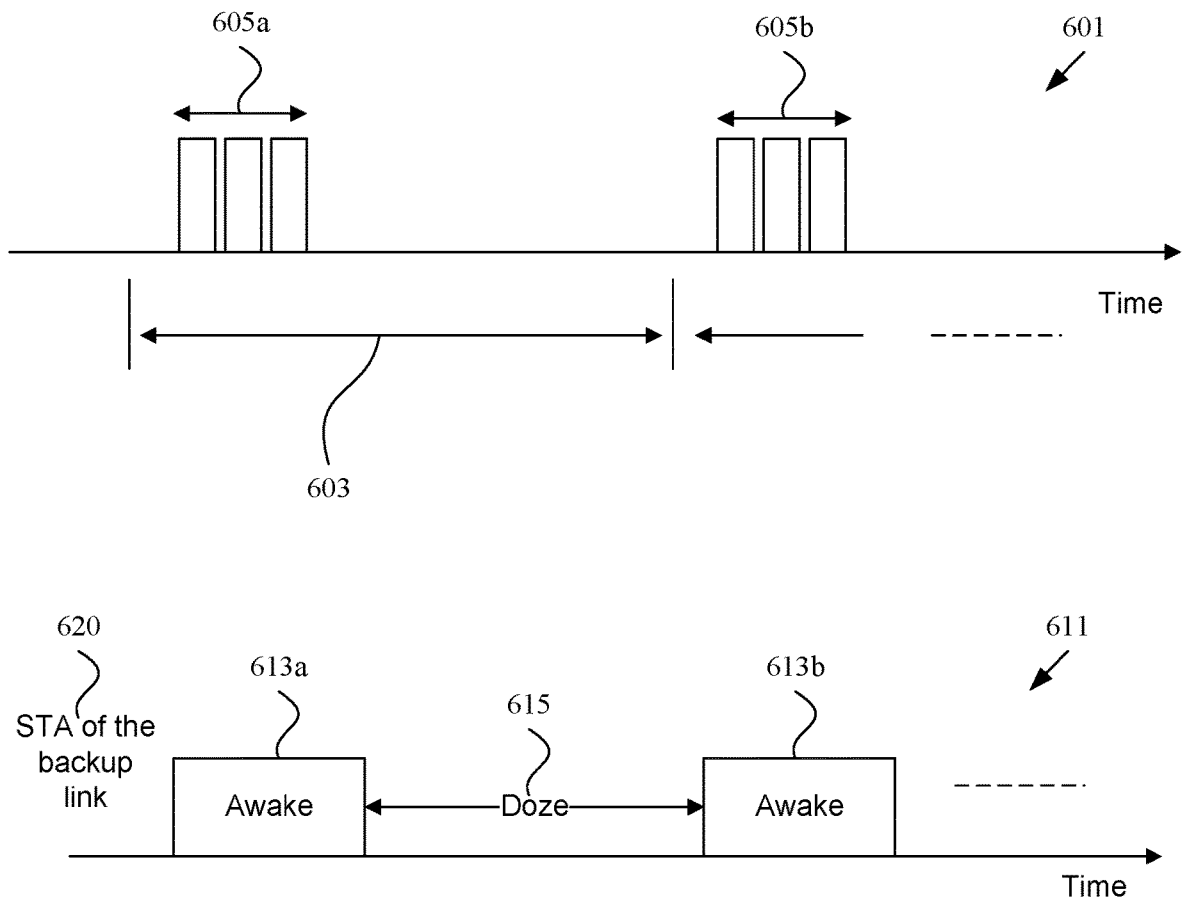 605a
605b
601
Time
603
620
613a
613b
611
615
STA of the
backup
link
Awake
Doze
Awake
Time